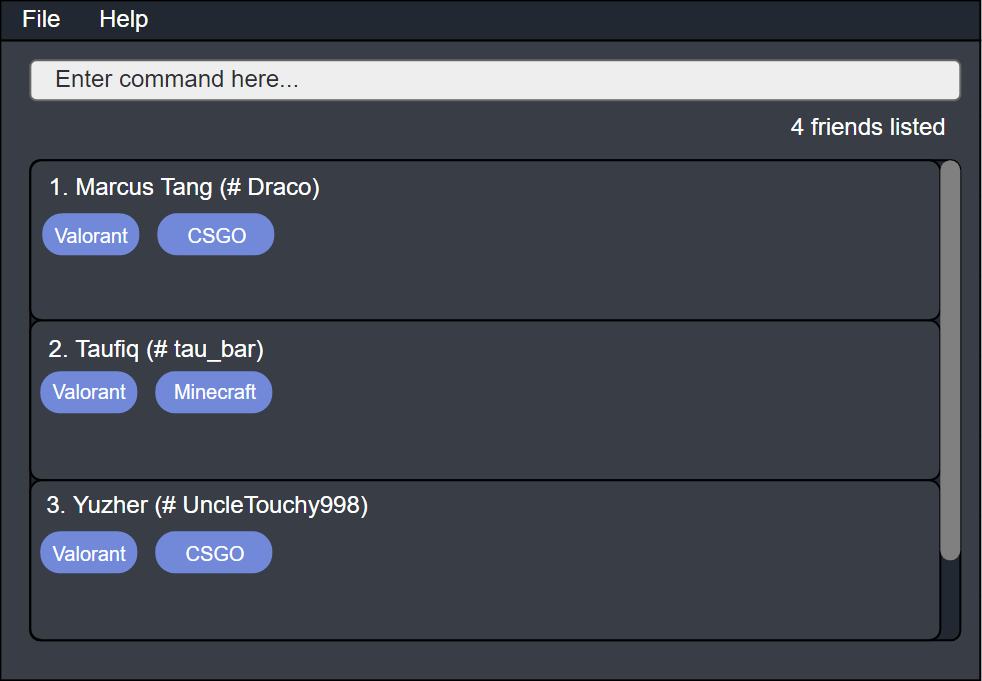 File Help
Enter command here...
4 friends listed
1. Marcus Tang (# Draco)
Valorant CSGO
2. Taufiq (# tau_bar)
Valorant Minecraft
3. Yuzher (# UncleTouchy998)
Valorant CSGO